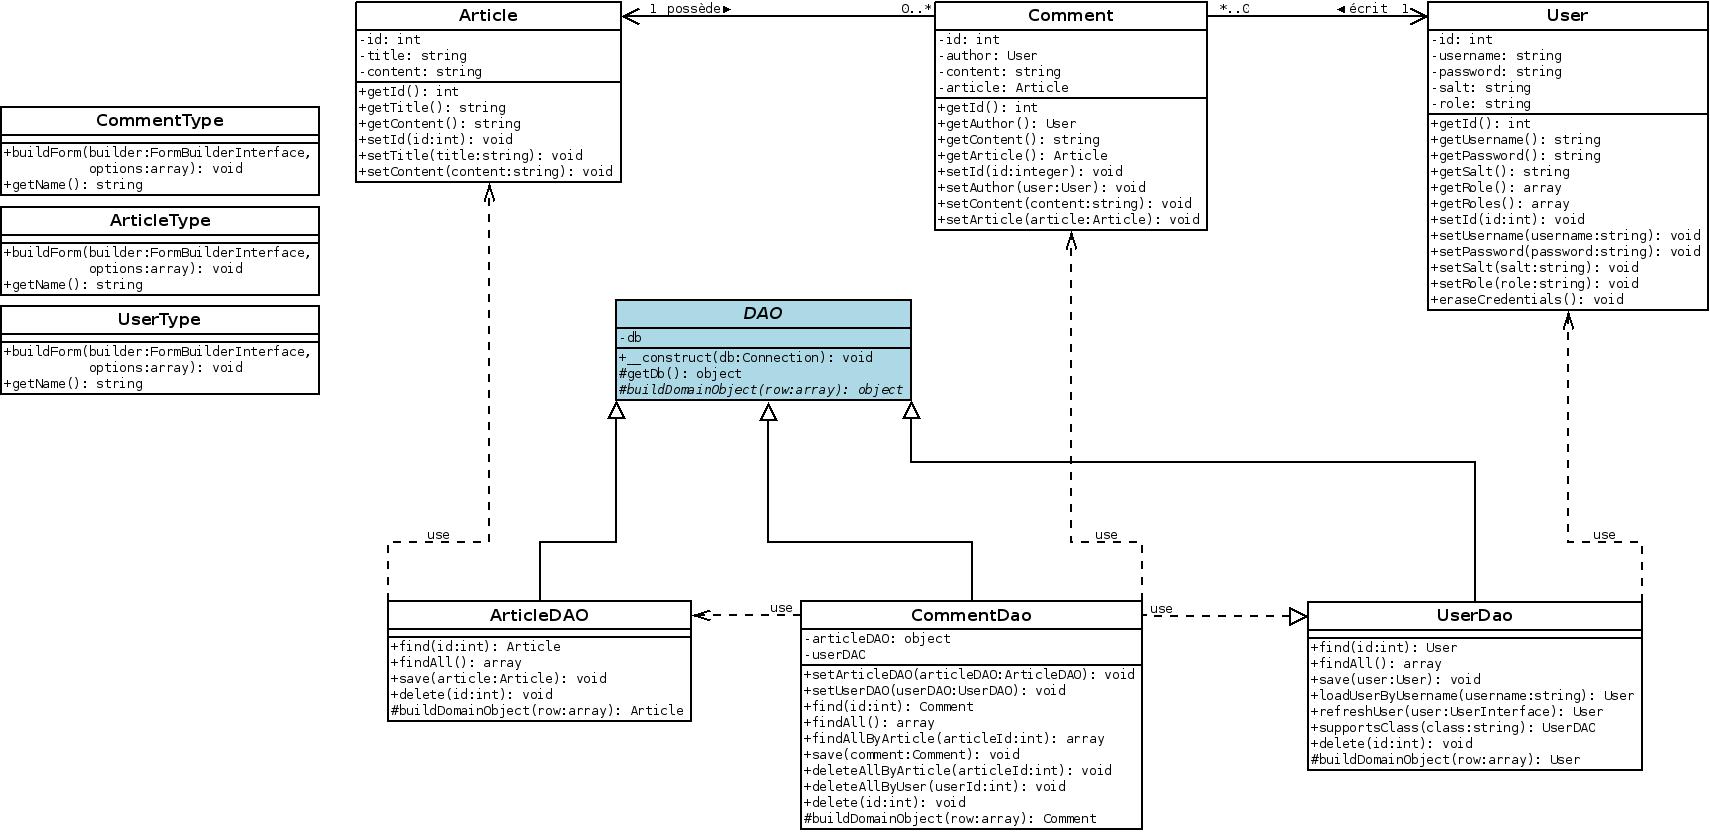 CommentType
+buildForm(builder:FormBuilderInterface,
options:array): void
+getName(): string
ArticleType
+buildForm(builder:FormBuilderInterface,
options:array): void
+getName(): string
UserType
+buildForm(builder:FormBuilderInterface,
options:array): void
+getName(): string
Article
-id: int
-title: string
-content: string
+getId(): int
+getTitle(): string
+getContent(): string
+setId(id:int): void
+setTitle(title:string): void
+setContent(content:string): void
1 possède► 0..*
Comment
-id: int
-author: User
-content: string
-article: Article
+getId(): int
+getAuthor(): User
+getContent(): string
+getArticle(): Article
+setId(id:integer): void
+setAuthor(user:User): void
+setContent(content:string): void
+setArticle(article:Article): void
*..0 ◄écrit 1
User
-id: int
-username: string
-password: string
-salt: string
-role: string
+getId(): int
+getUsername(): string
+getPassword(): string
+getSalt(): string
+getRole(): array
+getRoles(): array
+setId(id:int): void
+setUsername(username:string): void
+setPassword(password:string): void
+setSalt(salt:string): void
+setRole(role:string): void
+eraseCredentials(): void
DAO
-db
+__construct(db:Connection): void
#getDb(): object
#buildDomainObject(row:array): object
use
use
use
ArticleDAO
+find(id:int): Article
+findAll(): array
+save(article:Article): void
+delete(id:int): void
#buildDomainObject(row:array): Article
use
CommentDao
-articleDAO: object
-userDAO
+setArticleDAO(articleDAO:ArticleDAO): void
+setUserDAO(userDAO:UserDAO): void
+find(id:int): Comment
+findAll(): array
+findAllByArticle(articleId:int): array
+save(comment:Comment): void
+deleteAllByArticle(articleId:int): void
+deleteAllByUser(userId:int): void
+delete(id:int): void
#buildDomainObject(row:array): Comment
use
UserDao
+find(id:int): User
+findAll(): array
+save(user:User): void
+loadUserByUsername(username:string): User
+refreshUser(user:UserInterface): User
+supportsClass(class:string): UserDAO
+delete(id:int): void
#buildDomainObject(row:array): User